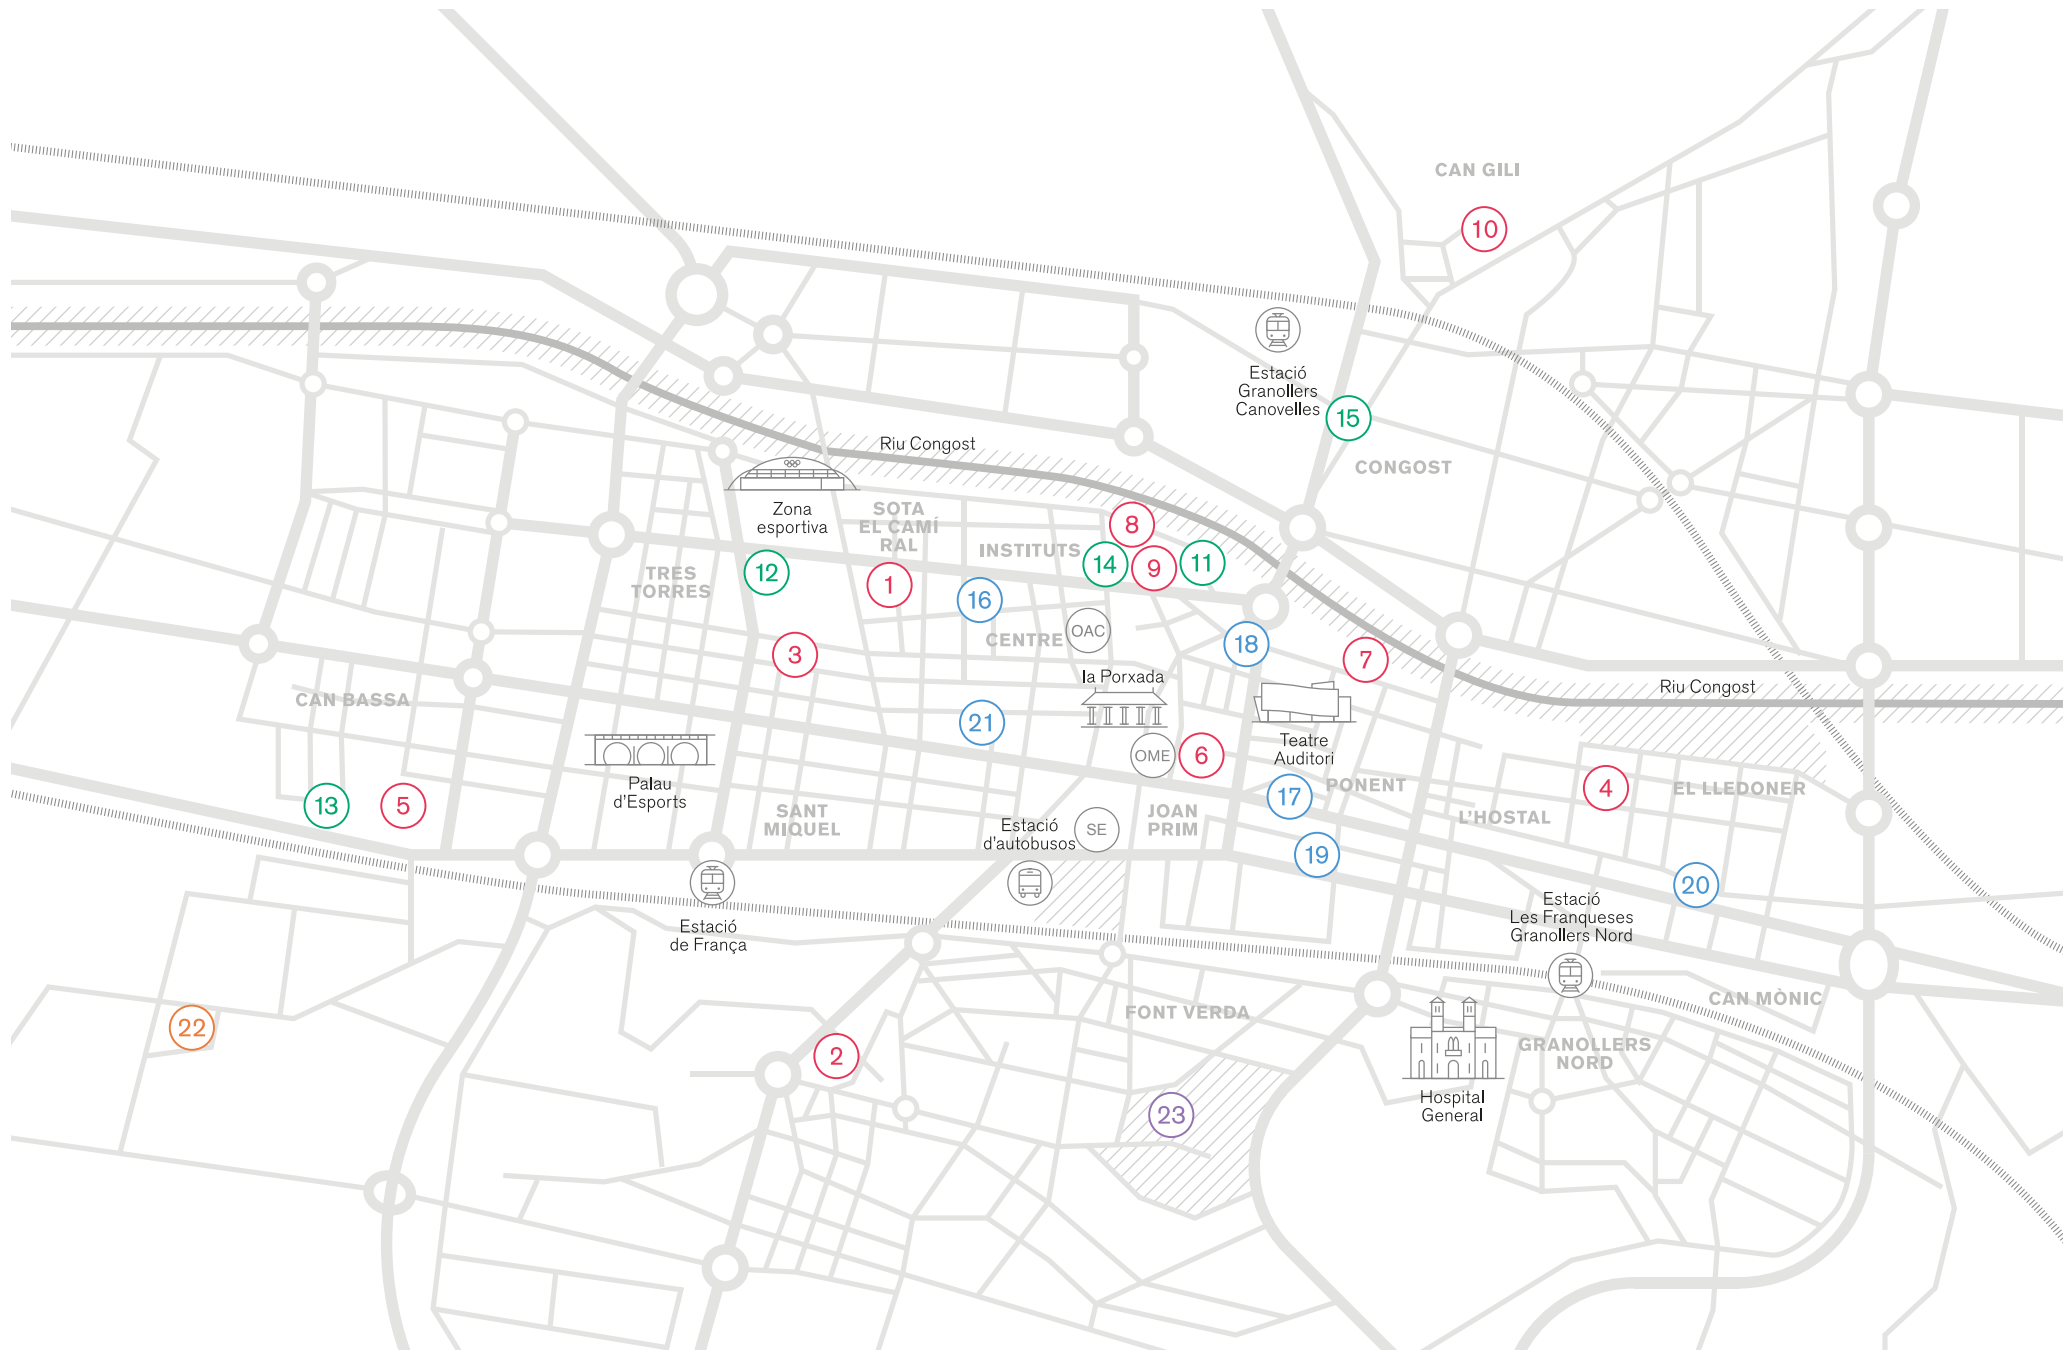 CAN GILI
10
Estació
Granollers
Canovelles
15
Riu Congost
CONGOST
Zona
esportiva
SOTA
EL CAMÍ
RAL
8
INSTITUTS
14
9
11
TRES
TORRES
12
1
16
CENTRE
OAC
18
3
7
la Porxada
Riu Congost
CAN BASSA
21
OME
6
Teatre
Auditori
Palau
d'Esports
PONENT
4
EL LLEDONER
13
5
SANT
MIQUEL
17
JOAN
PRIM
L'HOSTAL
Estació
d'autobusos
SE
19
20
Estació
de França
Estació
Les Franqueses
Granollers Nord
CAN MÒNIC
FONT VERDA
22
2
GRANOLLERS
NORD
23
Hospital
General